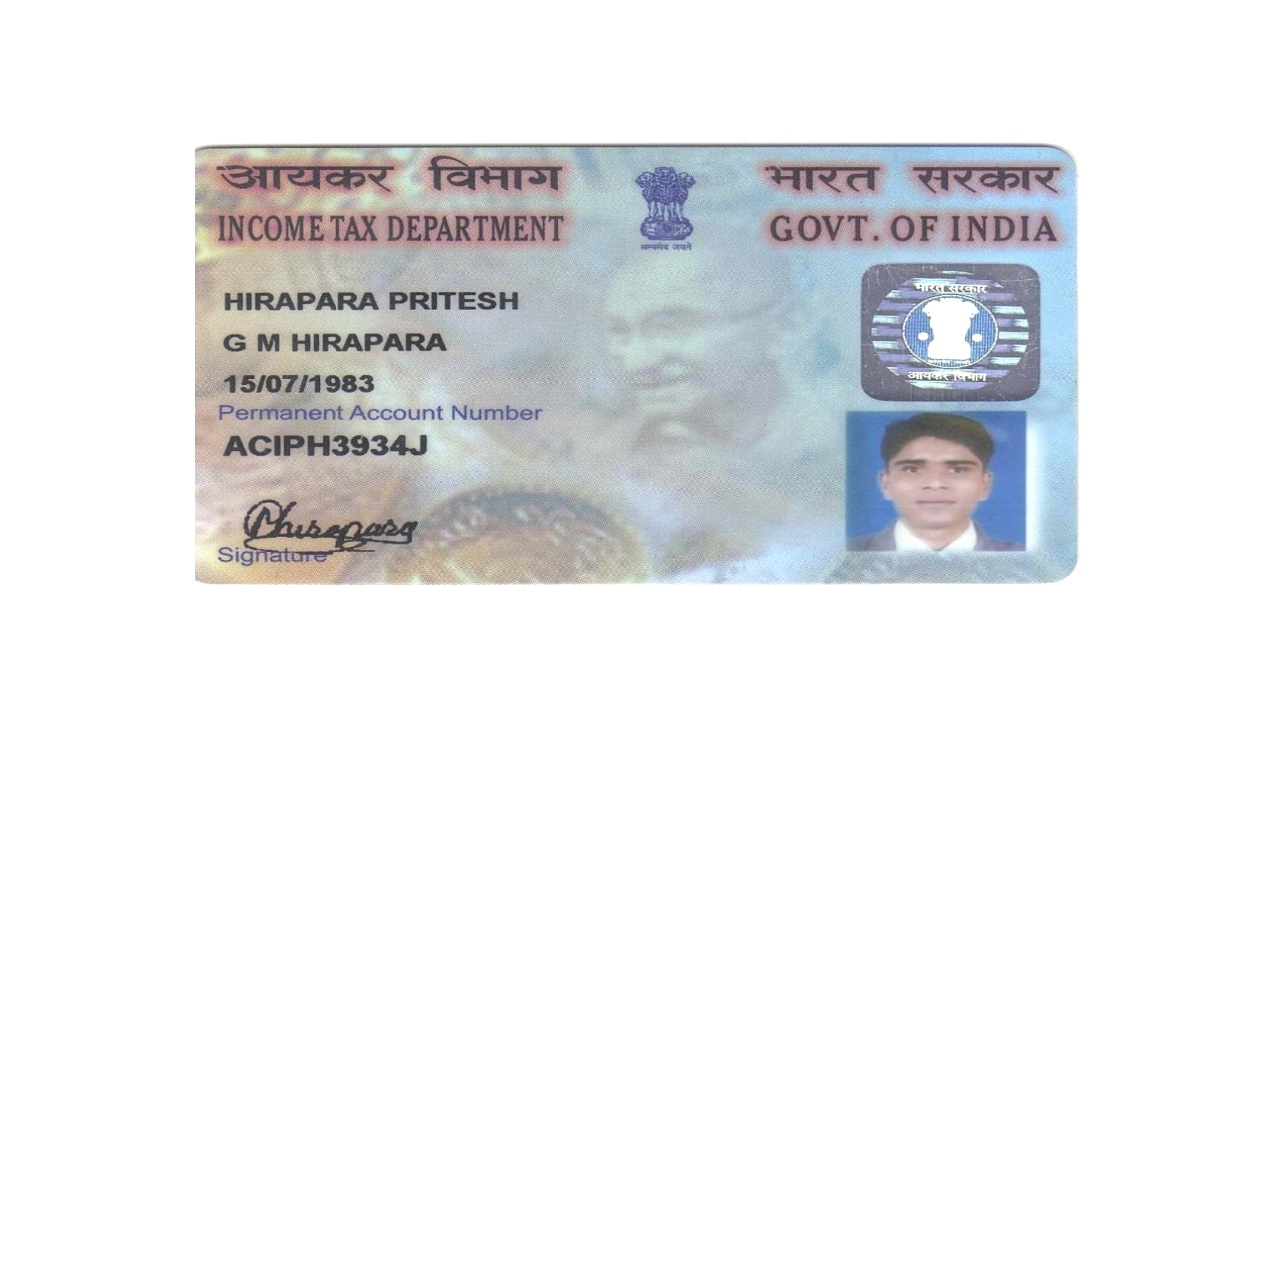 आयकर विभाग
INCOME TAX DEPARTMENT
सत्यमेव जयते
भारत सरकार
GOVT. OF INDIA
HIRAPARA PRITESH
G M HIRAPARA
15/07/1983
Permanent Account Number
ACIPH3934J
Phirapara
Signature
भारत सरकार
आयकर विभाग